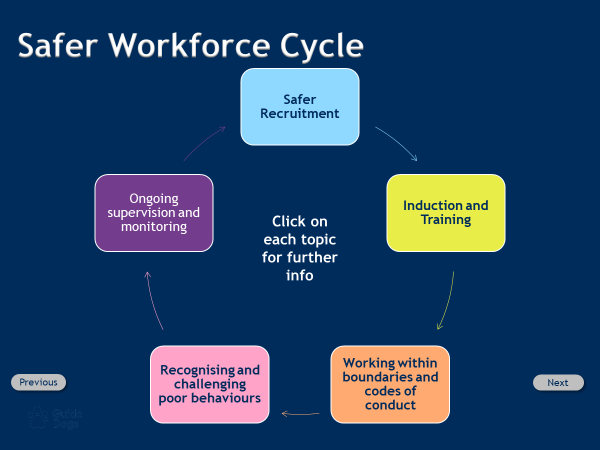 Safer Workforce Cycle
Safer
Recruitment
Induction and
Training
Working within
boundaries and
codes of
conduct
Recognising and
challenging
poor behaviours
Ongoing
supervision and
monitoring
Click on
each topic
for further
info
Previous
Next
Dogs